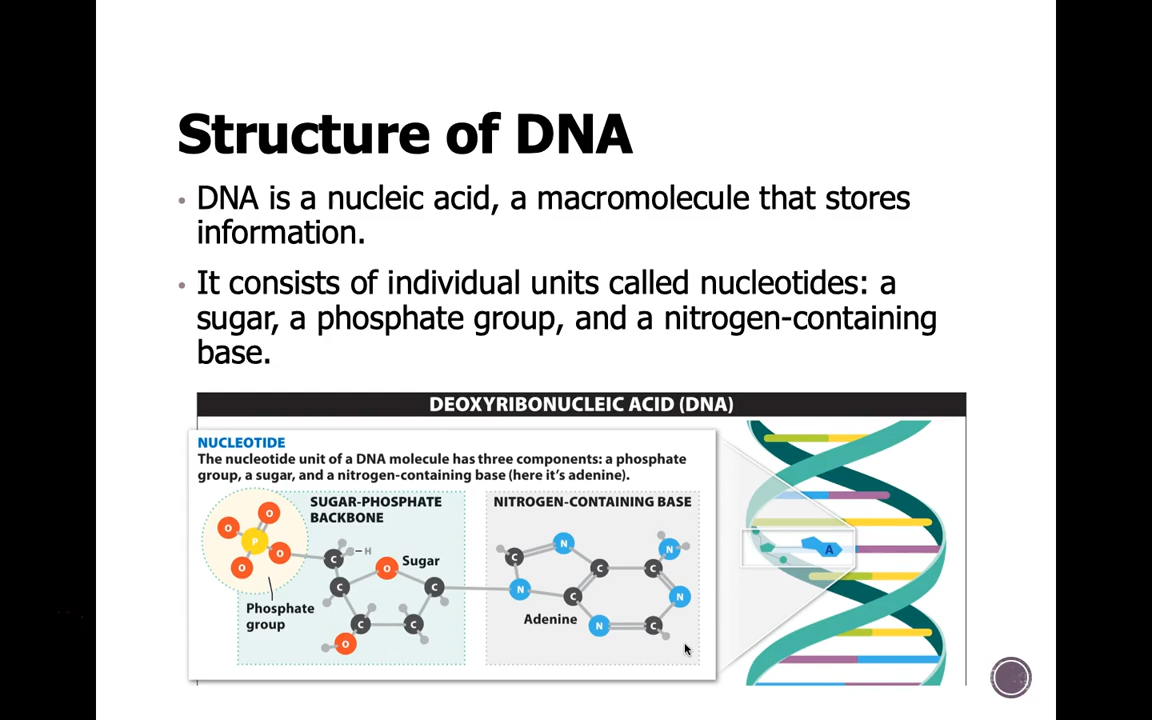 Structure of DNA
• DNA is a nucleic acid, a macromolecule that stores
information.
• It consists of individual units called nucleotides: a
sugar, a phosphate group, and a nitrogen-containing
base.
DEOXYRIBONUCLEIC ACID (DNA)
NUCLEOTIDE
The nucleotide unit of a DNA molecule has three components: a phosphate
group, a sugar, and a nitrogen-containing base (here it's adenine).
SUGAR-PHOSPHATE
BACKBONE
NITROGEN-CONTAINING BASE
O
O
P
O
O
C
H
O
Sugar
C
C
C
C
O
Phosphate
group
C
N
N
C
C
N
C
N
N
C
Adenine
A